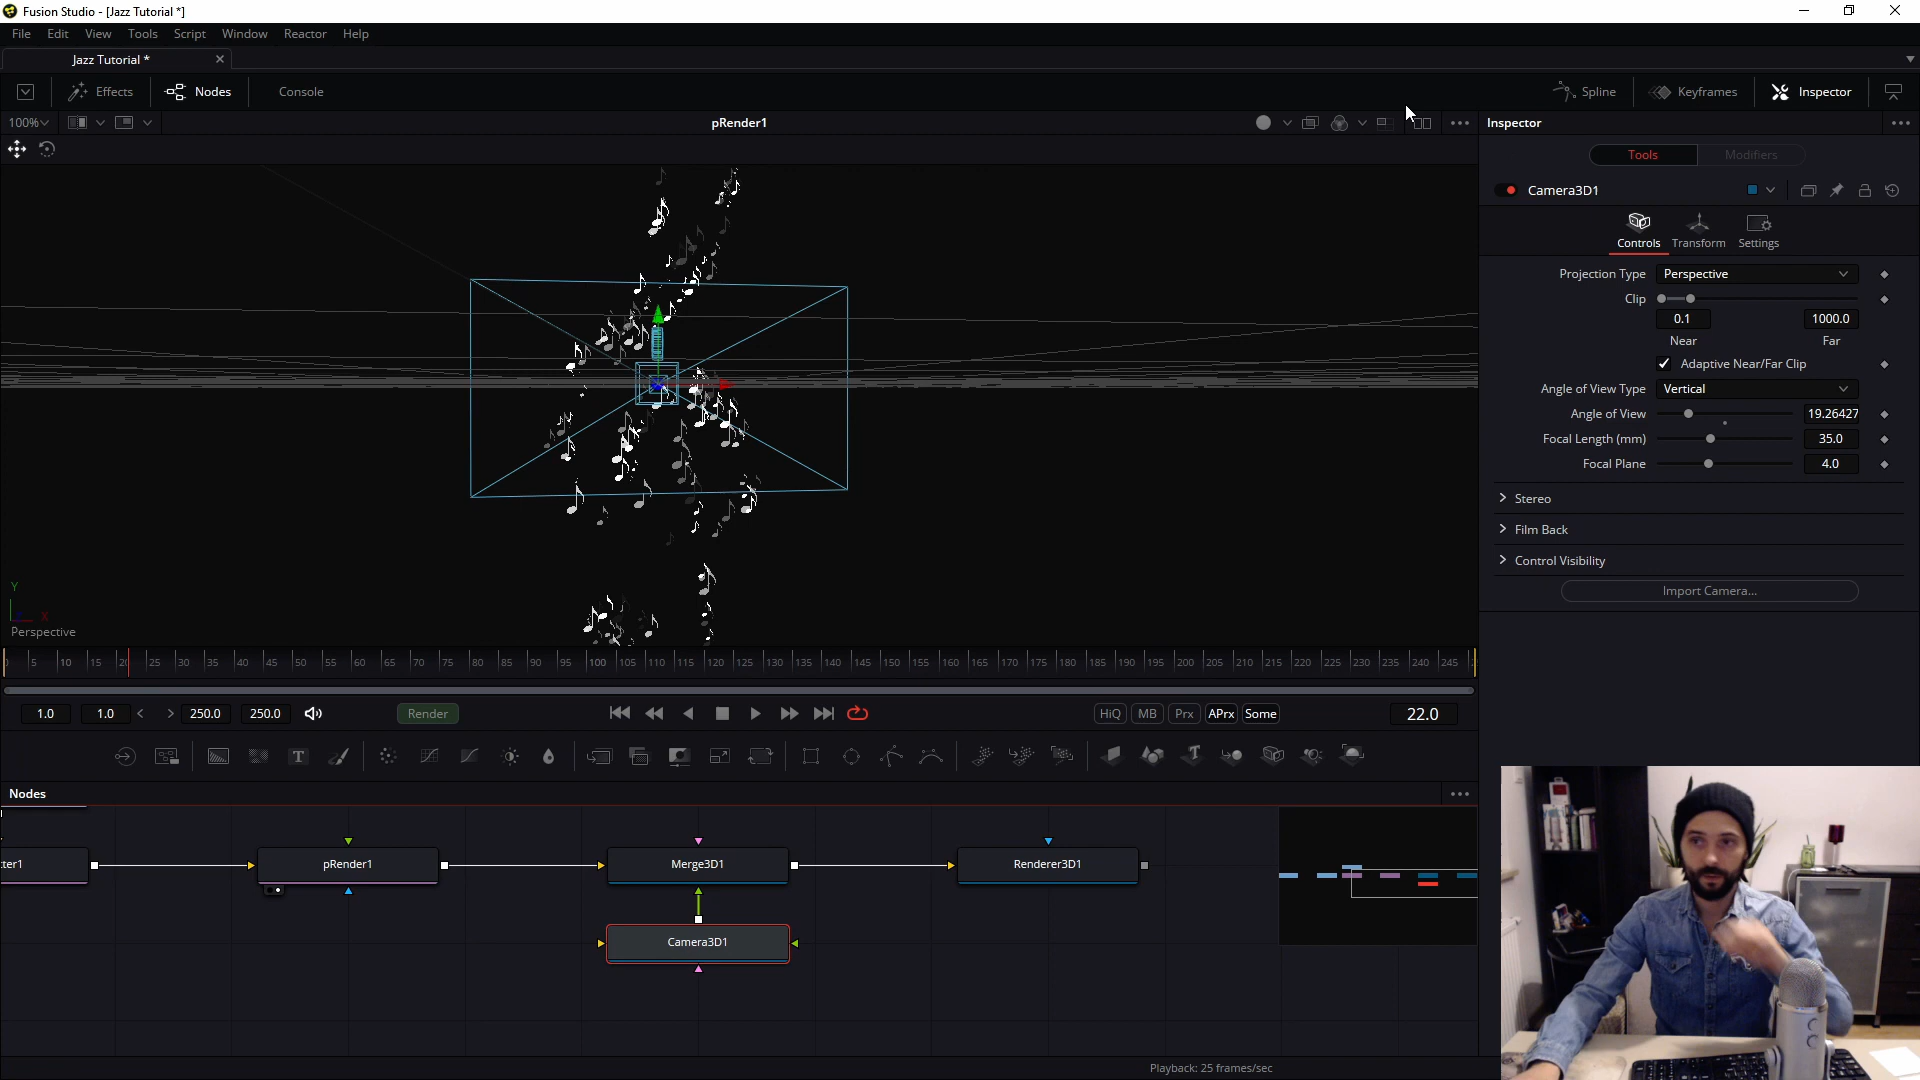 Fusion Studio - [Jazz Tutorial *]
File Edit View Tools Script Window Reactor Help
Jazz Tutorial *
Effects Nodes Console Spline Keyframes Inspector
100% pRender1 Inspector
Tools Modifiers
Camera3D1
Controls Transform Settings
Projection Type Perspective
Clip
0.1 1000.0
Near Far
Adaptive Near/Far Clip
Angle of View Type Vertical
Angle of View 19.26427
Focal Length (mm) 35.0
Focal Plane 4.0
Stereo
Film Back
Control Visibility
Import Camera...
Y
X
Perspective
5 10 15 20 25 30 35 40 45 50 55 60 65 70 75 80 85 90 95 100 105 110 115 120 125 130 135 140 145 150 155 160 165 170 175 180 185 190 195 200 205 210 215 220 225 230 235 240 245
1.0 1.0 < > 250.0 250.0 Render HiQ MB Prx APrx Some 22.0
Nodes
ter1 pRender1 Merge3D1 Renderer3D1
Camera3D1
Playback: 25 frames/sec